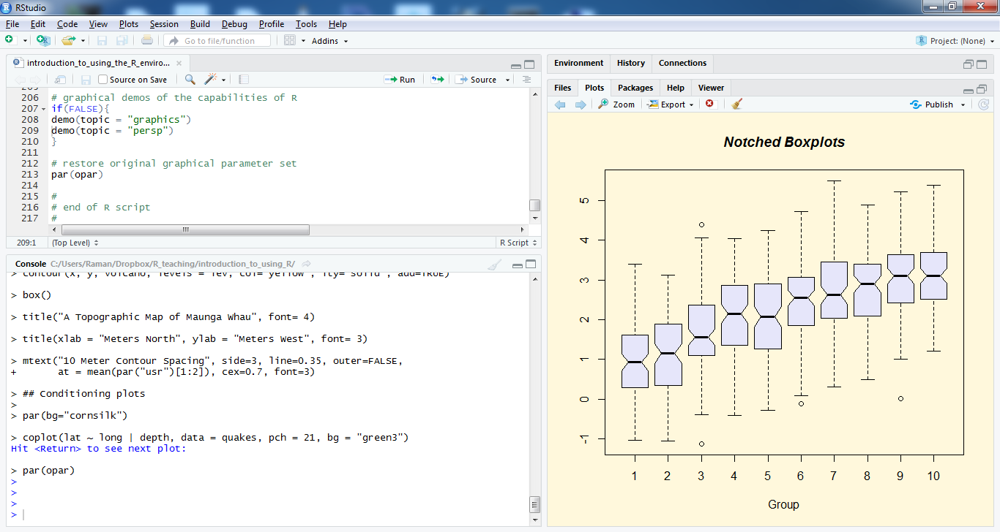 RStudio
File Edit Code View Plots Session Build Debug Profile Tools Help
Go to file/function Addins Project: (None)
introduction_to_using_the_R_enviro...
Source on Save Run Source
206 # graphical demos of the capabilities of R
207 if(FALSE){
208 demo(topic = "graphics")
209 demo(topic = "persp")
210 }
211
212 # restore original graphical parameter set
213 par(opar)
214
215 #
216 # end of R script
217 #
209:1 (Top Level) R Script
Console C:/Users/Raman/Dropbox/R_teaching/introduction_to_using_R/
> contour(x, y, volcano, levels = lev, col="yellow", lty="solid", add=TRUE)
> box()
> title("A Topographic Map of Maunga Whau", font= 4)
> title(xlab = "Meters North", ylab = "Meters West", font= 3)
> mtext("10 Meter Contour Spacing", side=3, line=0.35, outer=FALSE,
+ at = mean(par("usr")[1:2]), cex=0.7, font=3)
> ## Conditioning plots
>
> par(bg="cornsilk")
> coplot(lat ~ long | depth, data = quakes, pch = 21, bg = "green3")
Hit <Return> to see next plot:
> par(opar)
>
>
>
>
Environment History Connections
Files Plots Packages Help Viewer
Zoom Export Publish
Notched Boxplots
5
4
3
2
1
0
-1
1 2 3 4 5 6 7 8 9 10
Group